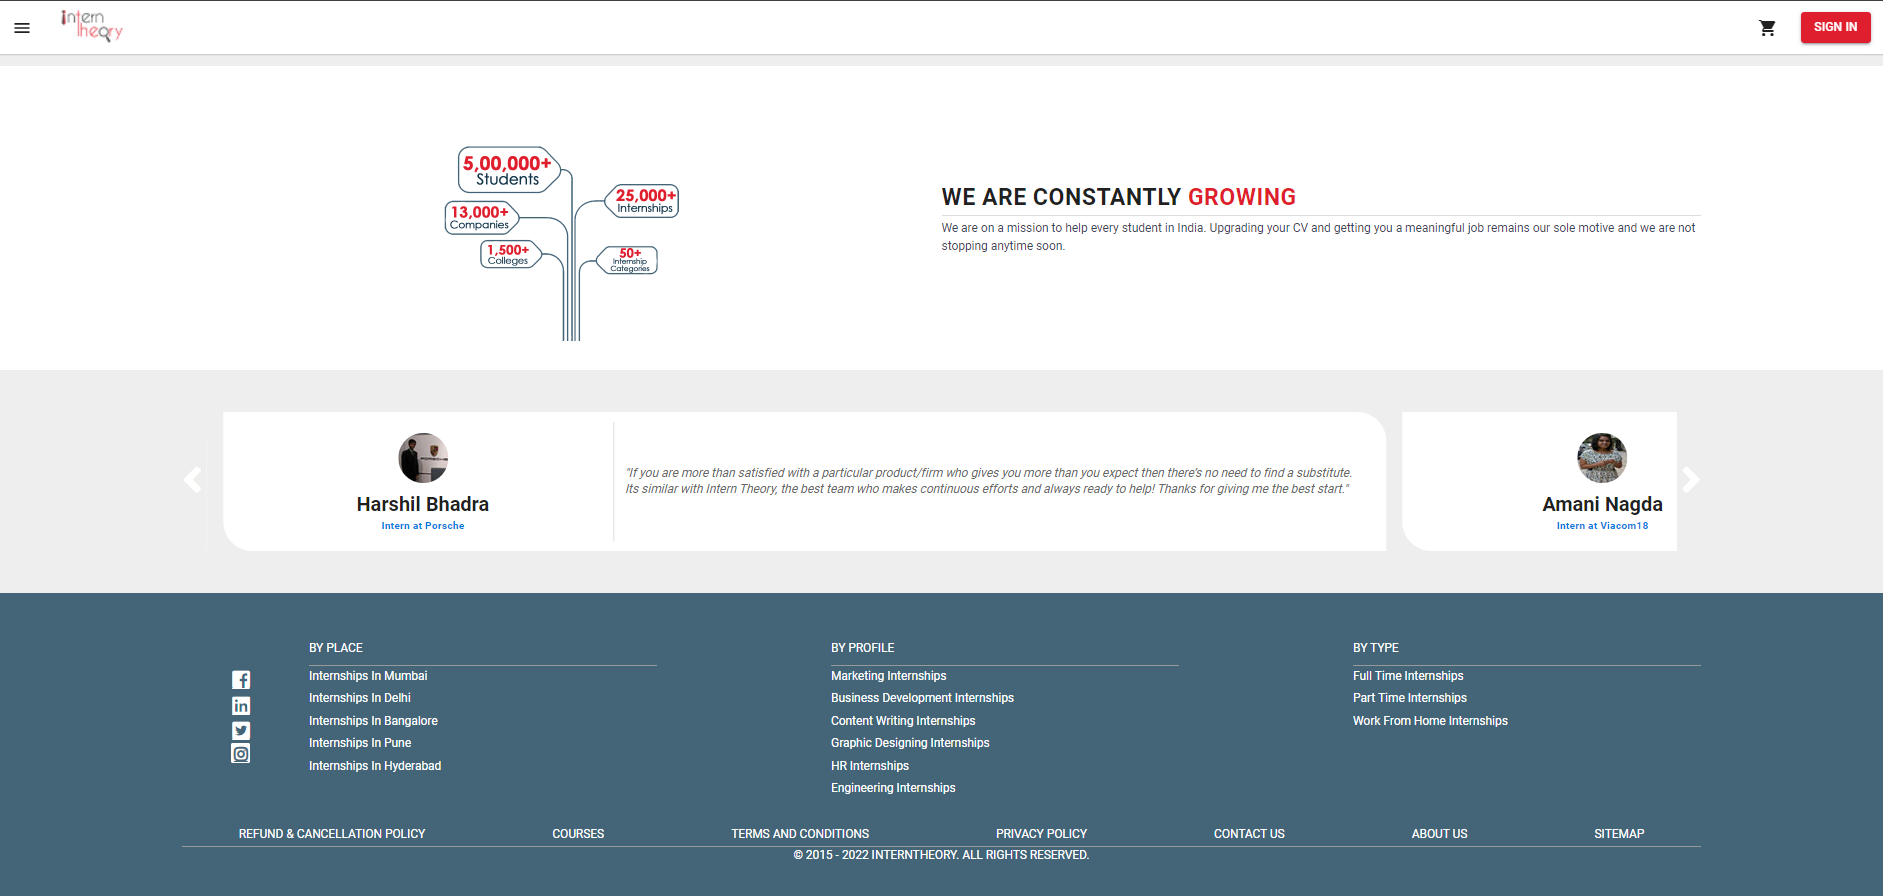 intern
theory
SIGN IN
5,00,000+
Students
25,000+
Internships
13,000+
Companies
1,500+
Colleges
50+
Internship
Categories
WE ARE CONSTANTLY GROWING
We are on a mission to help every student in India. Upgrading your CV and getting you a meaningful job remains our sole motive and we are not
stopping anytime soon.
Harshil Bhadra
Intern at Porsche
"If you are more than satisfied with a particular product/firm who gives you more than you expect then there's no need to find a substitute.
Its similar with Intern Theory, the best team who makes continuous efforts and always ready to help! Thanks for giving me the best start."
Amani Nagda
Intern at Viacom18
BY PLACE
Internships In Mumbai
Internships In Delhi
Internships In Bangalore
Internships In Pune
Internships In Hyderabad
BY PROFILE
Marketing Internships
Business Development Internships
Content Writing Internships
Graphic Designing Internships
HR Internships
Engineering Internships
BY TYPE
Full Time Internships
Part Time Internships
Work From Home Internships
REFUND & CANCELLATION POLICY COURSES TERMS AND CONDITIONS PRIVACY POLICY CONTACT US ABOUT US SITEMAP
© 2015 - 2022 INTERNTHEORY. ALL RIGHTS RESERVED.